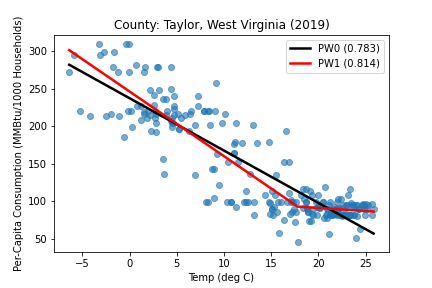 County: Taylor, West Virginia (2019)
PW0 (0.783)
PW1 (0.814)
Per-Capita Consumption (MMBtu/1000 Households)
300
250
200
150
100
50
−5 0 5 10 15 20 25
Temp (deg C)